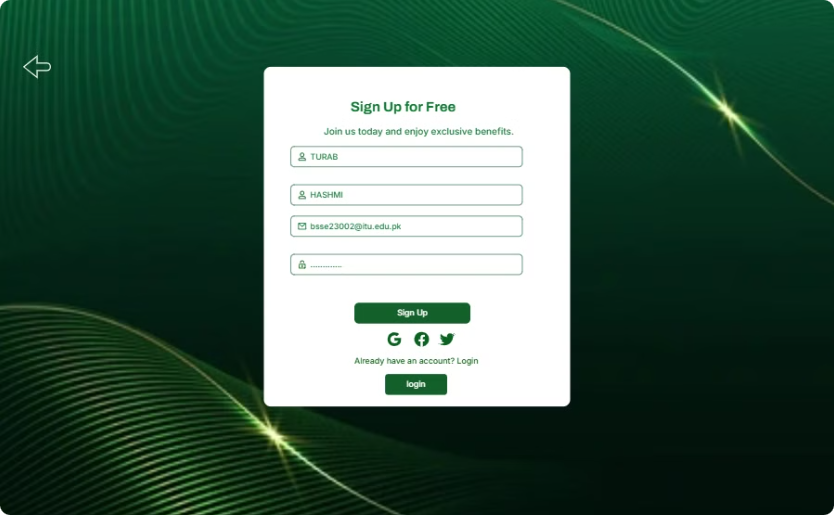 Sign Up for Free
Join us today and enjoy exclusive benefits.
TURAB
HASHMI
bsse23002@itu.edu.pk
.............
Sign Up
Already have an account? Login
login